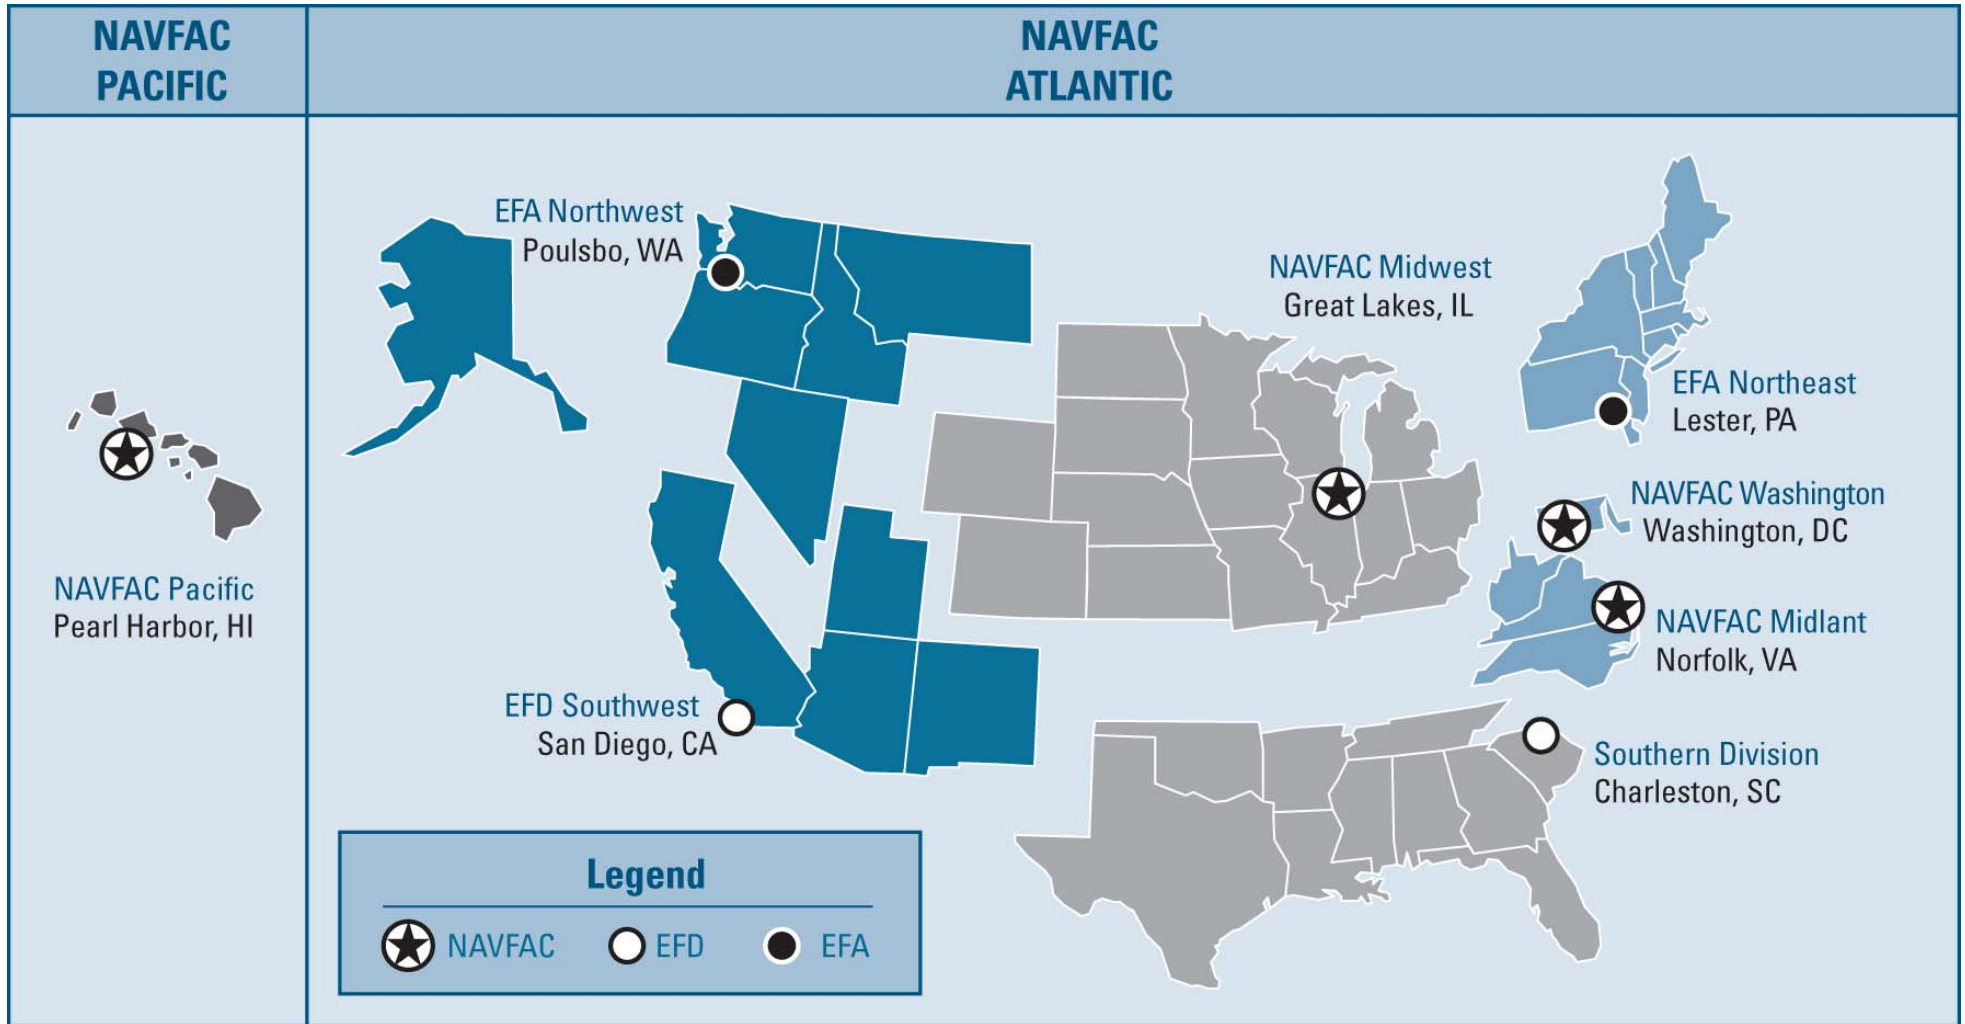 NAVFAC
PACIFIC
NAVFAC
ATLANTIC
EFA Northwest
Poulsbo, WA
NAVFAC Midwest
Great Lakes, IL
EFA Northeast
Lester, PA
NAVFAC Washington
Washington, DC
NAVFAC Pacific
Pearl Harbor, HI
NAVFAC Midlant
Norfolk, VA
EFD Southwest
San Diego, CA
Southern Division
Charleston, SC
Legend
NAVFAC EFD EFA